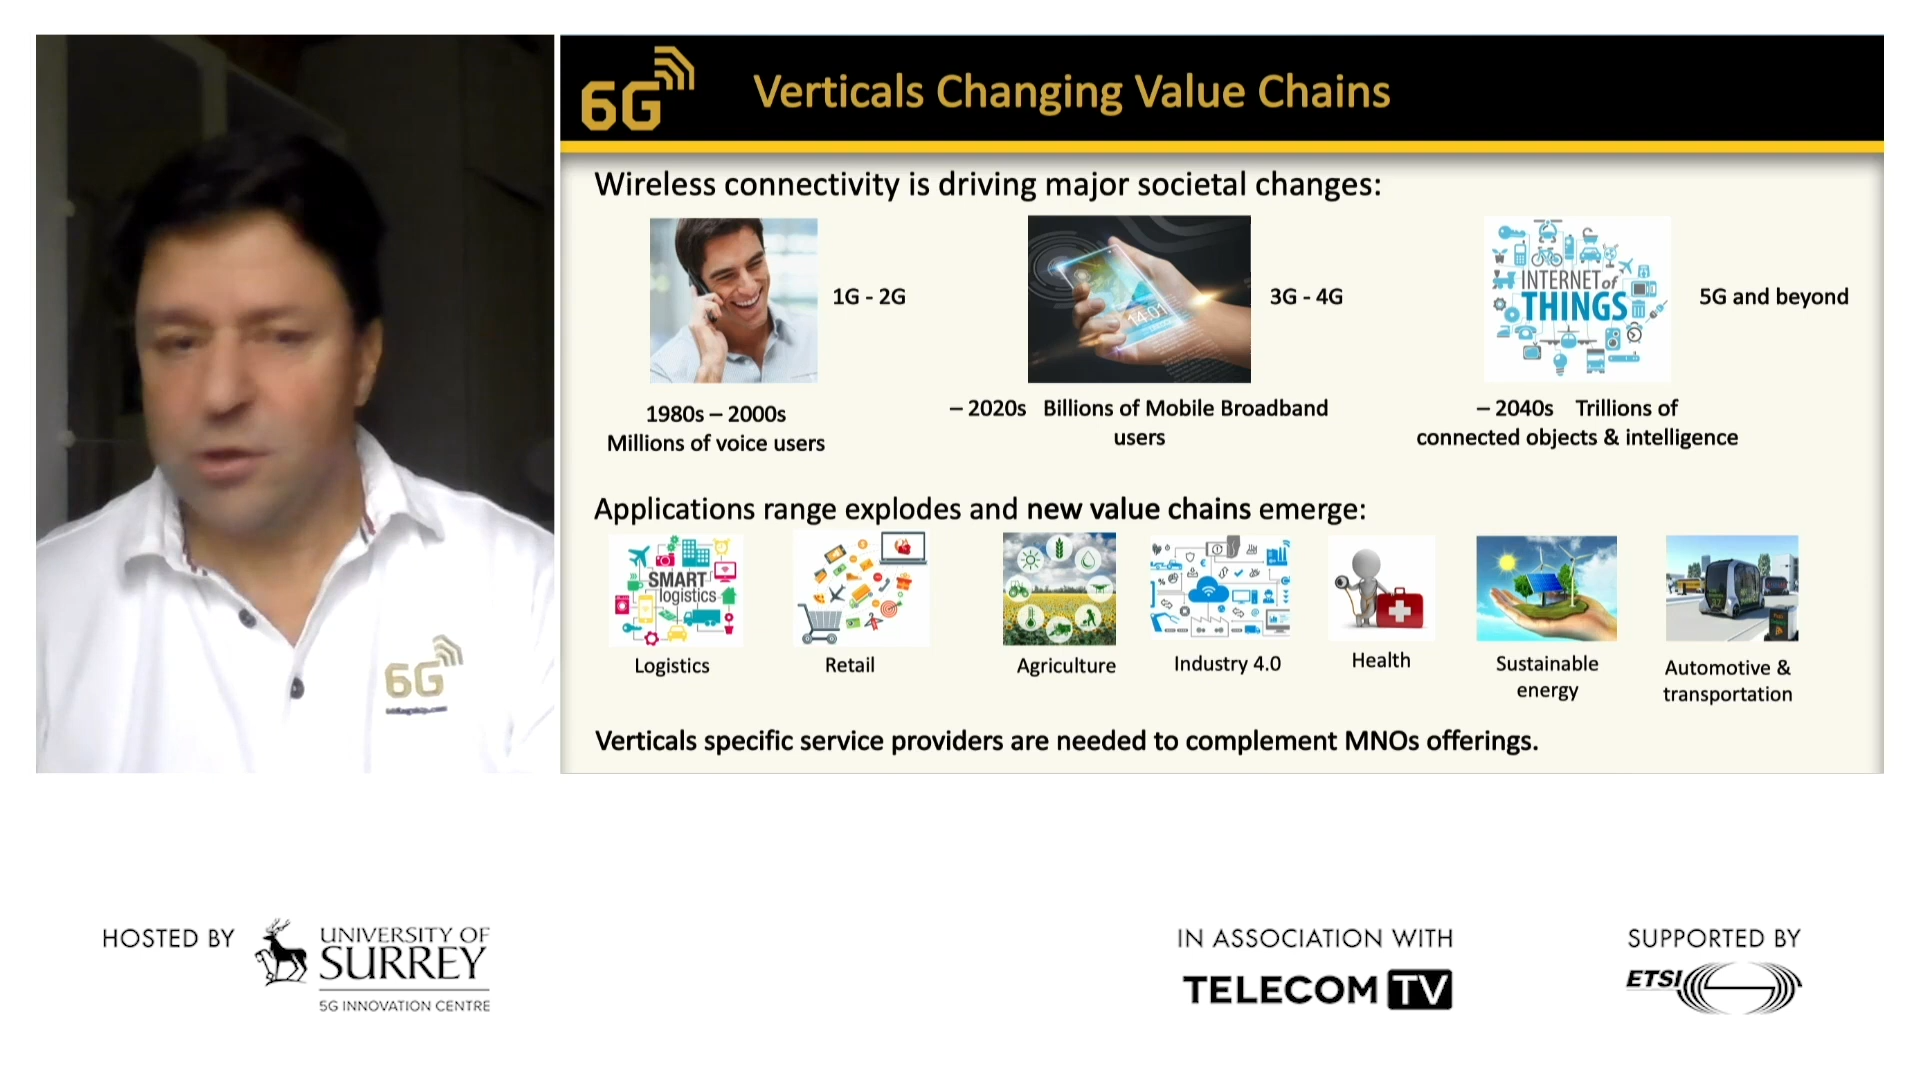 6G
Verticals Changing Value Chains
Wireless connectivity is driving major societal changes:
14:01
INTERNET of
THINGS
1G - 2G
3G - 4G
5G and beyond
1980s – 2000s
Millions of voice users
– 2020s Billions of Mobile Broadband
users
– 2040s Trillions of
connected objects & intelligence
Applications range explodes and new value chains emerge:
SMART
logistics
Logistics
Retail
Agriculture
Industry 4.0
Health
Sustainable
energy
Automotive &
transportation
Verticals specific service providers are needed to complement MNOs offerings.
6G
HOSTED BY
UNIVERSITY OF
SURREY
5G INNOVATION CENTRE
IN ASSOCIATION WITH
TELECOM TV
SUPPORTED BY
ETSI